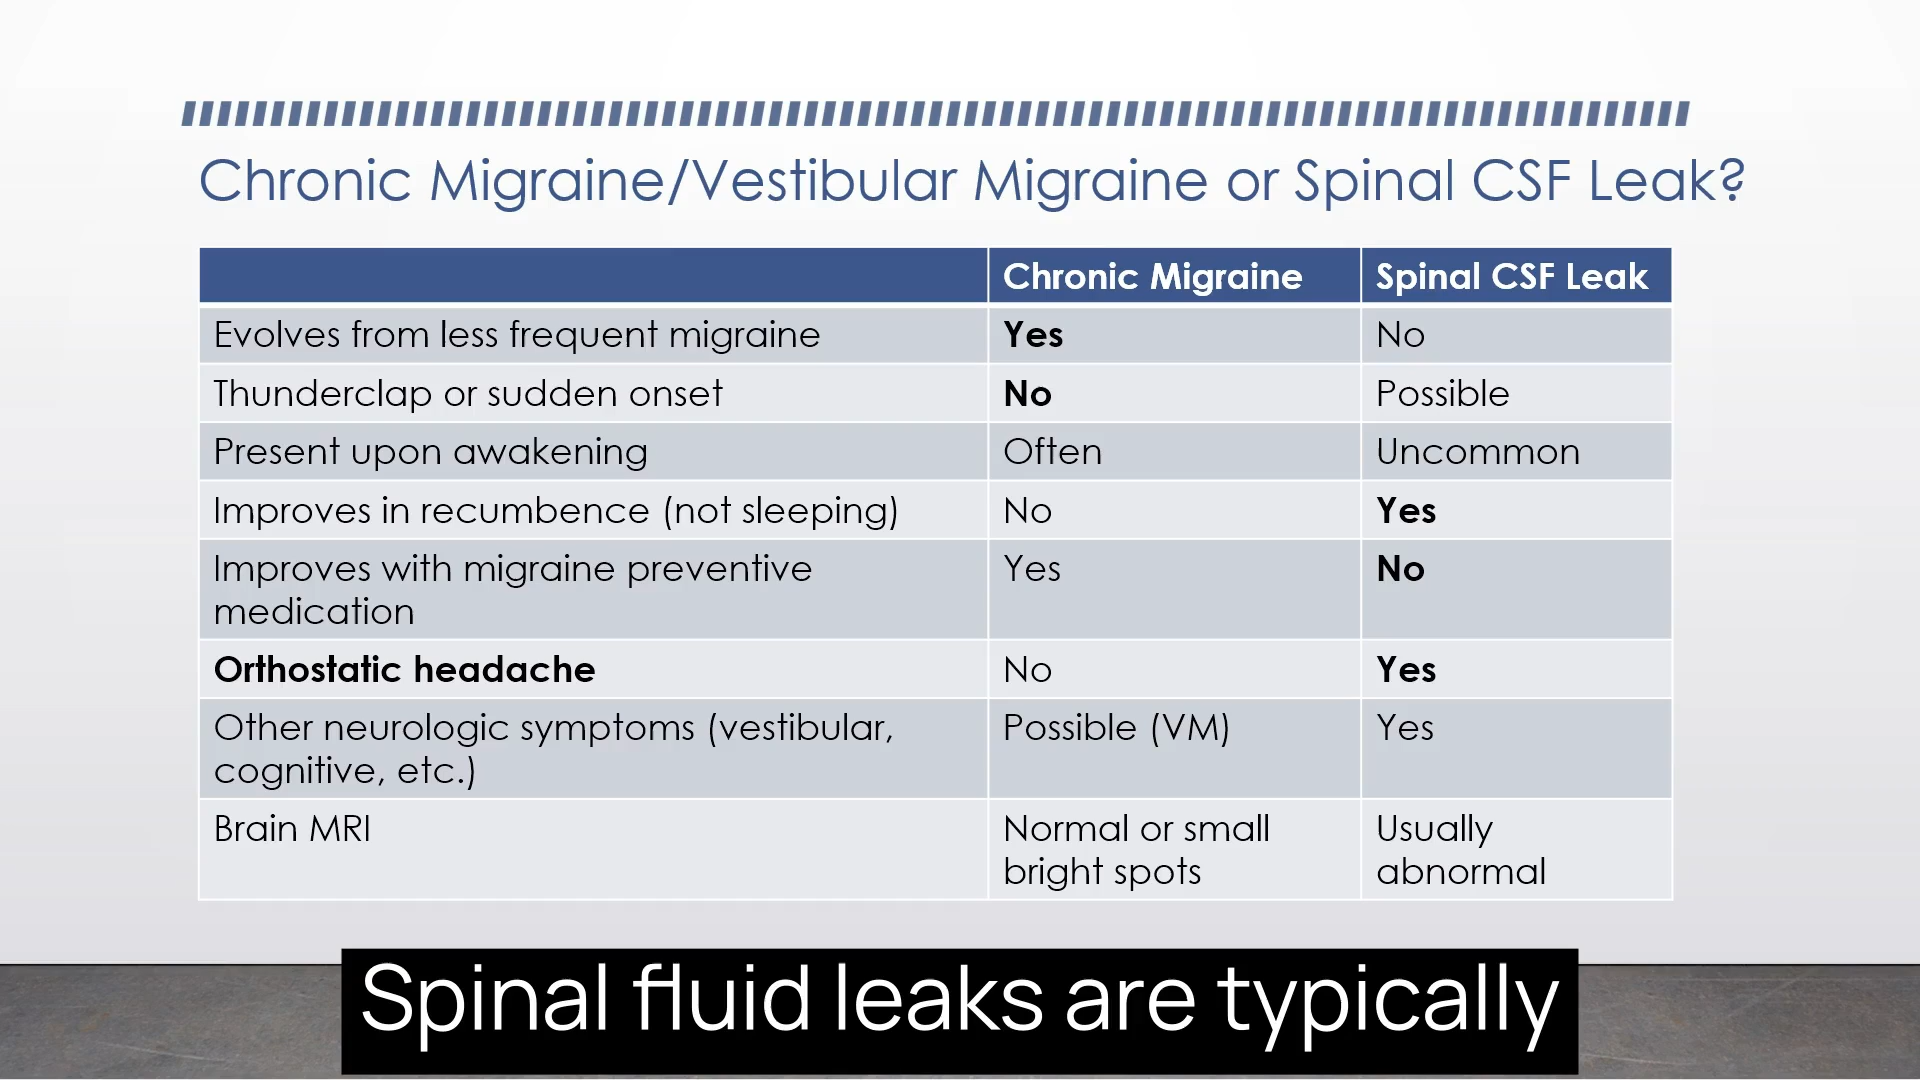 Chronic Migraine/Vestibular Migraine or Spinal CSF Leak?
Chronic Migraine Spinal CSF Leak
Evolves from less frequent migraine Yes No
Thunderclap or sudden onset No Possible
Present upon awakening Often Uncommon
Improves in recumbence (not sleeping) No Yes
Improves with migraine preventive Yes No
medication
Orthostatic headache No Yes
Other neurologic symptoms (vestibular, Possible (VM) Yes
cognitive, etc.)
Brain MRI Normal or small Usually
bright spots abnormal
Spinal fluid leaks are typically